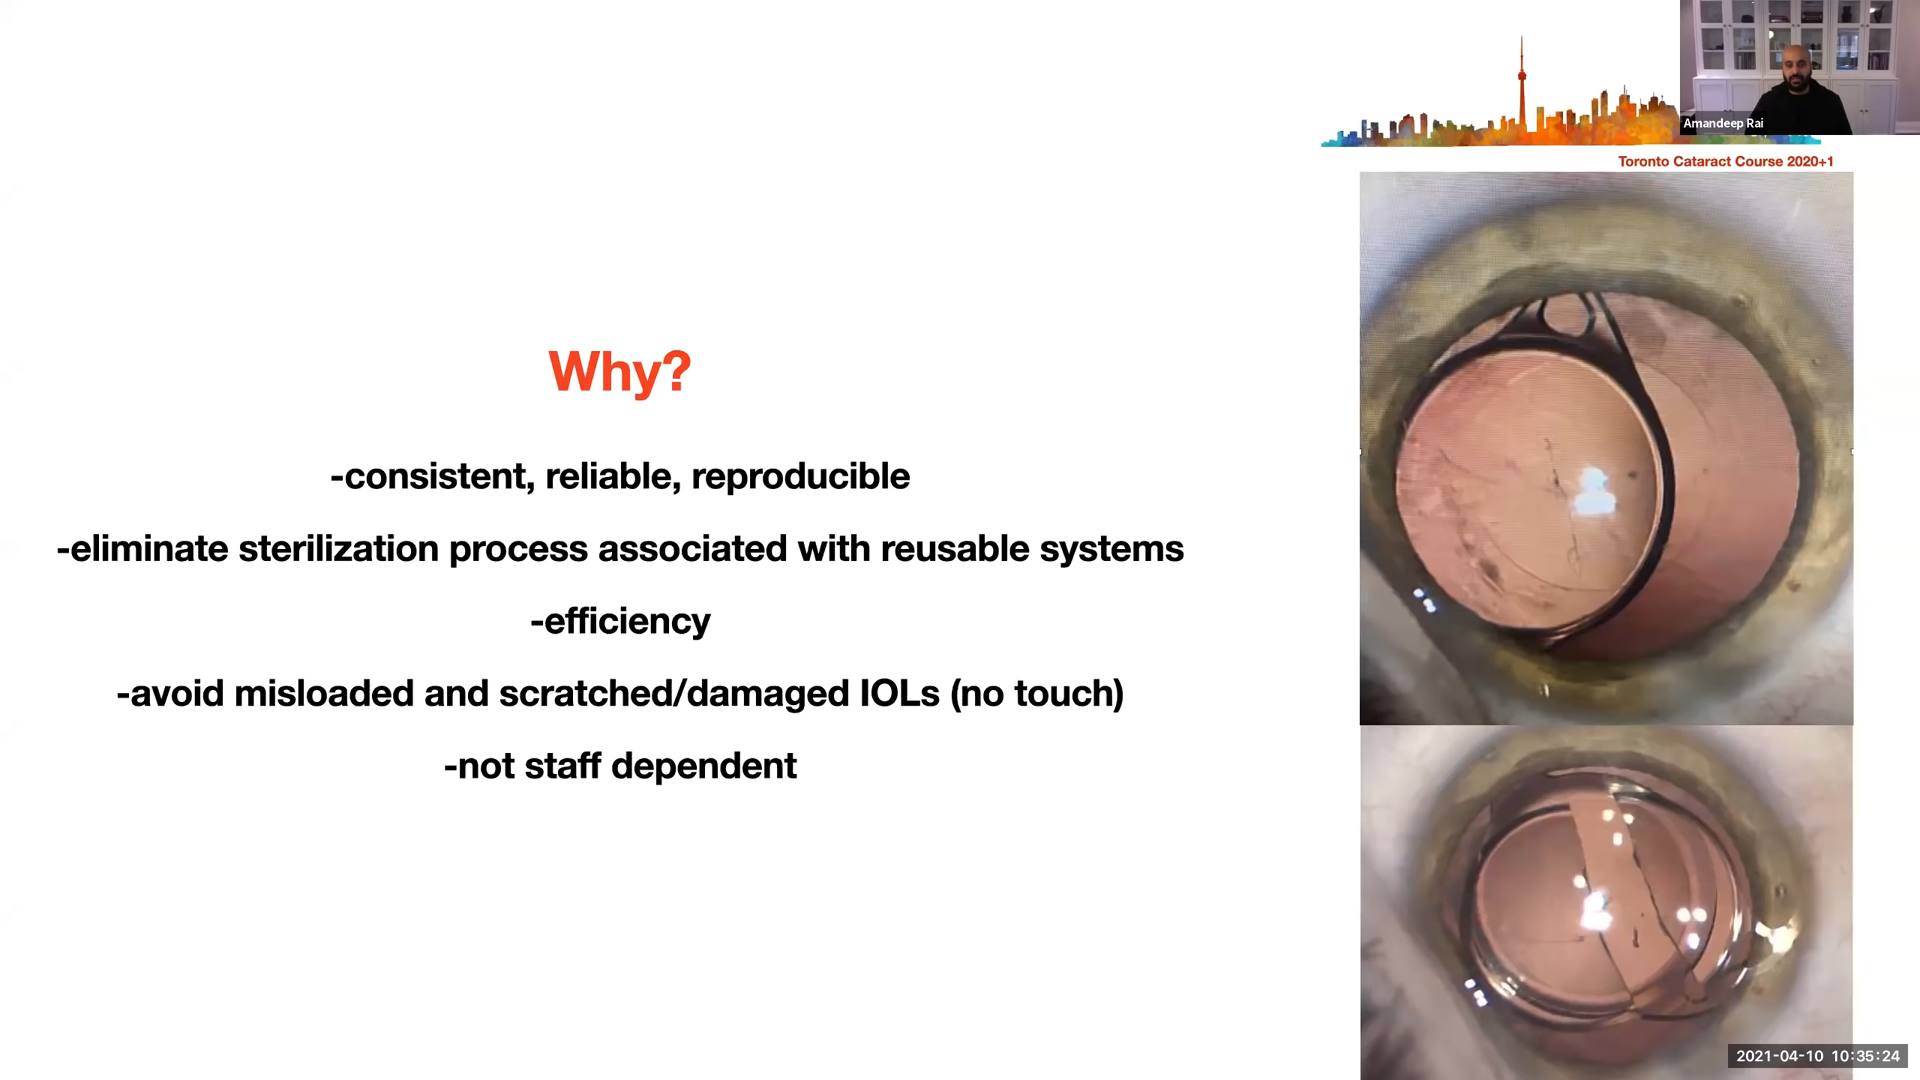 Amandeep Rai
Toronto Cataract Course 2020+1
Why?
-consistent, reliable, reproducible
-eliminate sterilization process associated with reusable systems
-efficiency
-avoid misloaded and scratched/damaged IOLs (no touch)
-not staff dependent
2021-04-10 10:35:24